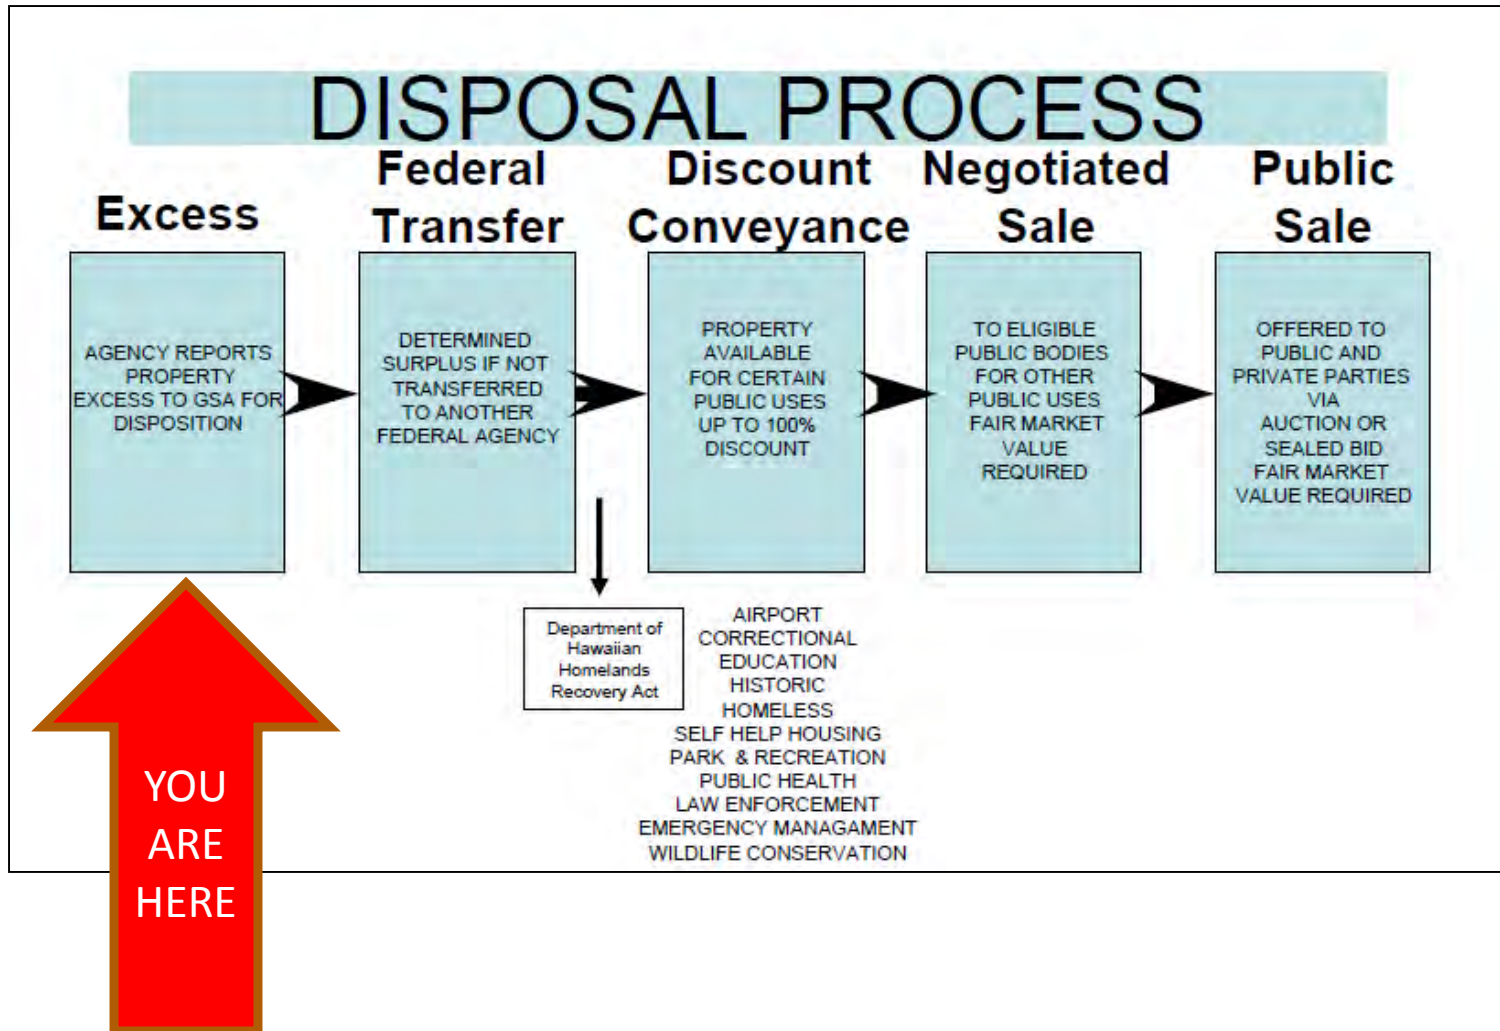 DISPOSAL PROCESS
Excess
AGENCY REPORTS
PROPERTY
EXCESS TO GSA FOR
DISPOSITION
Federal
Transfer
DETERMINED
SURPLUS IF NOT
TRANSFERRED
TO ANOTHER
FEDERAL AGENCY
Department of
Hawaiian
Homelands
Recovery Act
Discount
Conveyance
PROPERTY
AVAILABLE
FOR CERTAIN
PUBLIC USES
UP TO 100%
DISCOUNT
AIRPORT
CORRECTIONAL
EDUCATION
HISTORIC
HOMELESS
SELF HELP HOUSING
PARK & RECREATION
PUBLIC HEALTH
LAW ENFORCEMENT
EMERGENCY MANAGAMENT
WILDLIFE CONSERVATION
Negotiated
Sale
TO ELIGIBLE
PUBLIC BODIES
FOR OTHER
PUBLIC USES
FAIR MARKET
VALUE
REQUIRED
Public
Sale
OFFERED TO
PUBLIC AND
PRIVATE PARTIES
VIA
AUCTION OR
SEALED BID
FAIR MARKET
VALUE REQUIRED
YOU
ARE
HERE